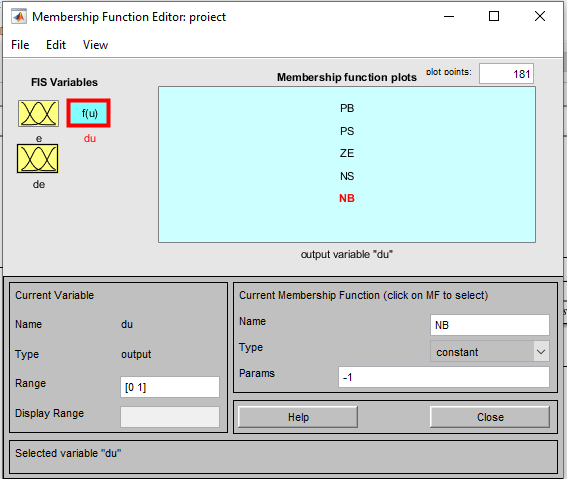 Membership Function Editor: proiect
File Edit View
FIS Variables
f(u)
e
du
de
Membership function plots
plot points:
181
PB
PS
ZE
NS
NB
output variable "du"
Current Variable
Name
du
Type
output
Range
[0 1]
Display Range
Current Membership Function (click on MF to select)
Name
NB
Type
constant
Params
-1
Help
Close
Selected variable "du"